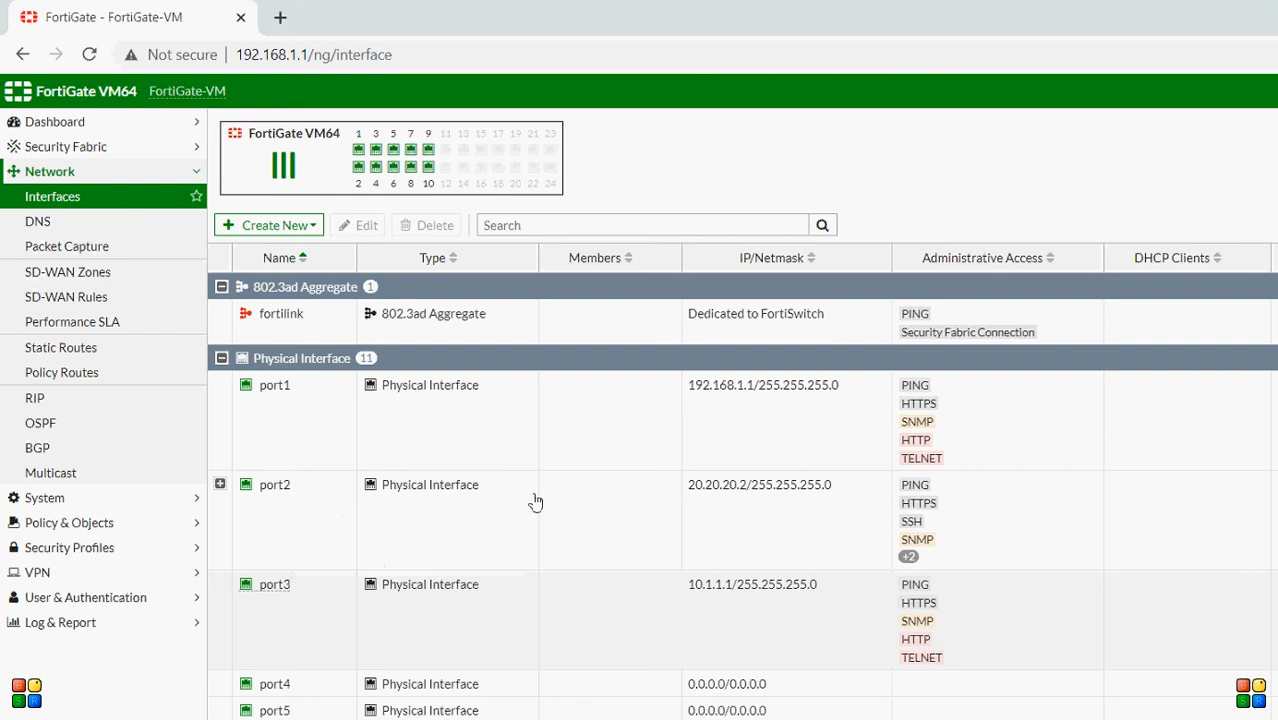 FortiGate - FortiGate-VM
Not secure 192.168.1.1/ng/interface
FortiGate VM64 FortiGate-VM
Dashboard
Security Fabric
Network
Interfaces
DNS
Packet Capture
SD-WAN Zones
SD-WAN Rules
Performance SLA
Static Routes
Policy Routes
RIP
OSPF
BGP
Multicast
System
Policy & Objects
Security Profiles
VPN
User & Authentication
Log & Report
FortiGate VM64 1 3 5 7 9 11 13 15 17 19 21 23
2 4 6 8 10 12 14 16 18 20 22 24
Create New Edit Delete Search
Name Type Members IP/Netmask Administrative Access DHCP Clients
802.3ad Aggregate 1
fortilink 802.3ad Aggregate Dedicated to FortiSwitch PING
Security Fabric Connection
Physical Interface 11
port1 Physical Interface 192.168.1.1/255.255.255.0 PING
HTTPS
SNMP
HTTP
TELNET
port2 Physical Interface 20.20.20.2/255.255.255.0 PING
HTTPS
SSH
SNMP
+2
port3 Physical Interface 10.1.1.1/255.255.255.0 PING
HTTPS
SNMP
HTTP
TELNET
port4 Physical Interface 0.0.0.0/0.0.0.0
port5 Physical Interface 0.0.0.0/0.0.0.0